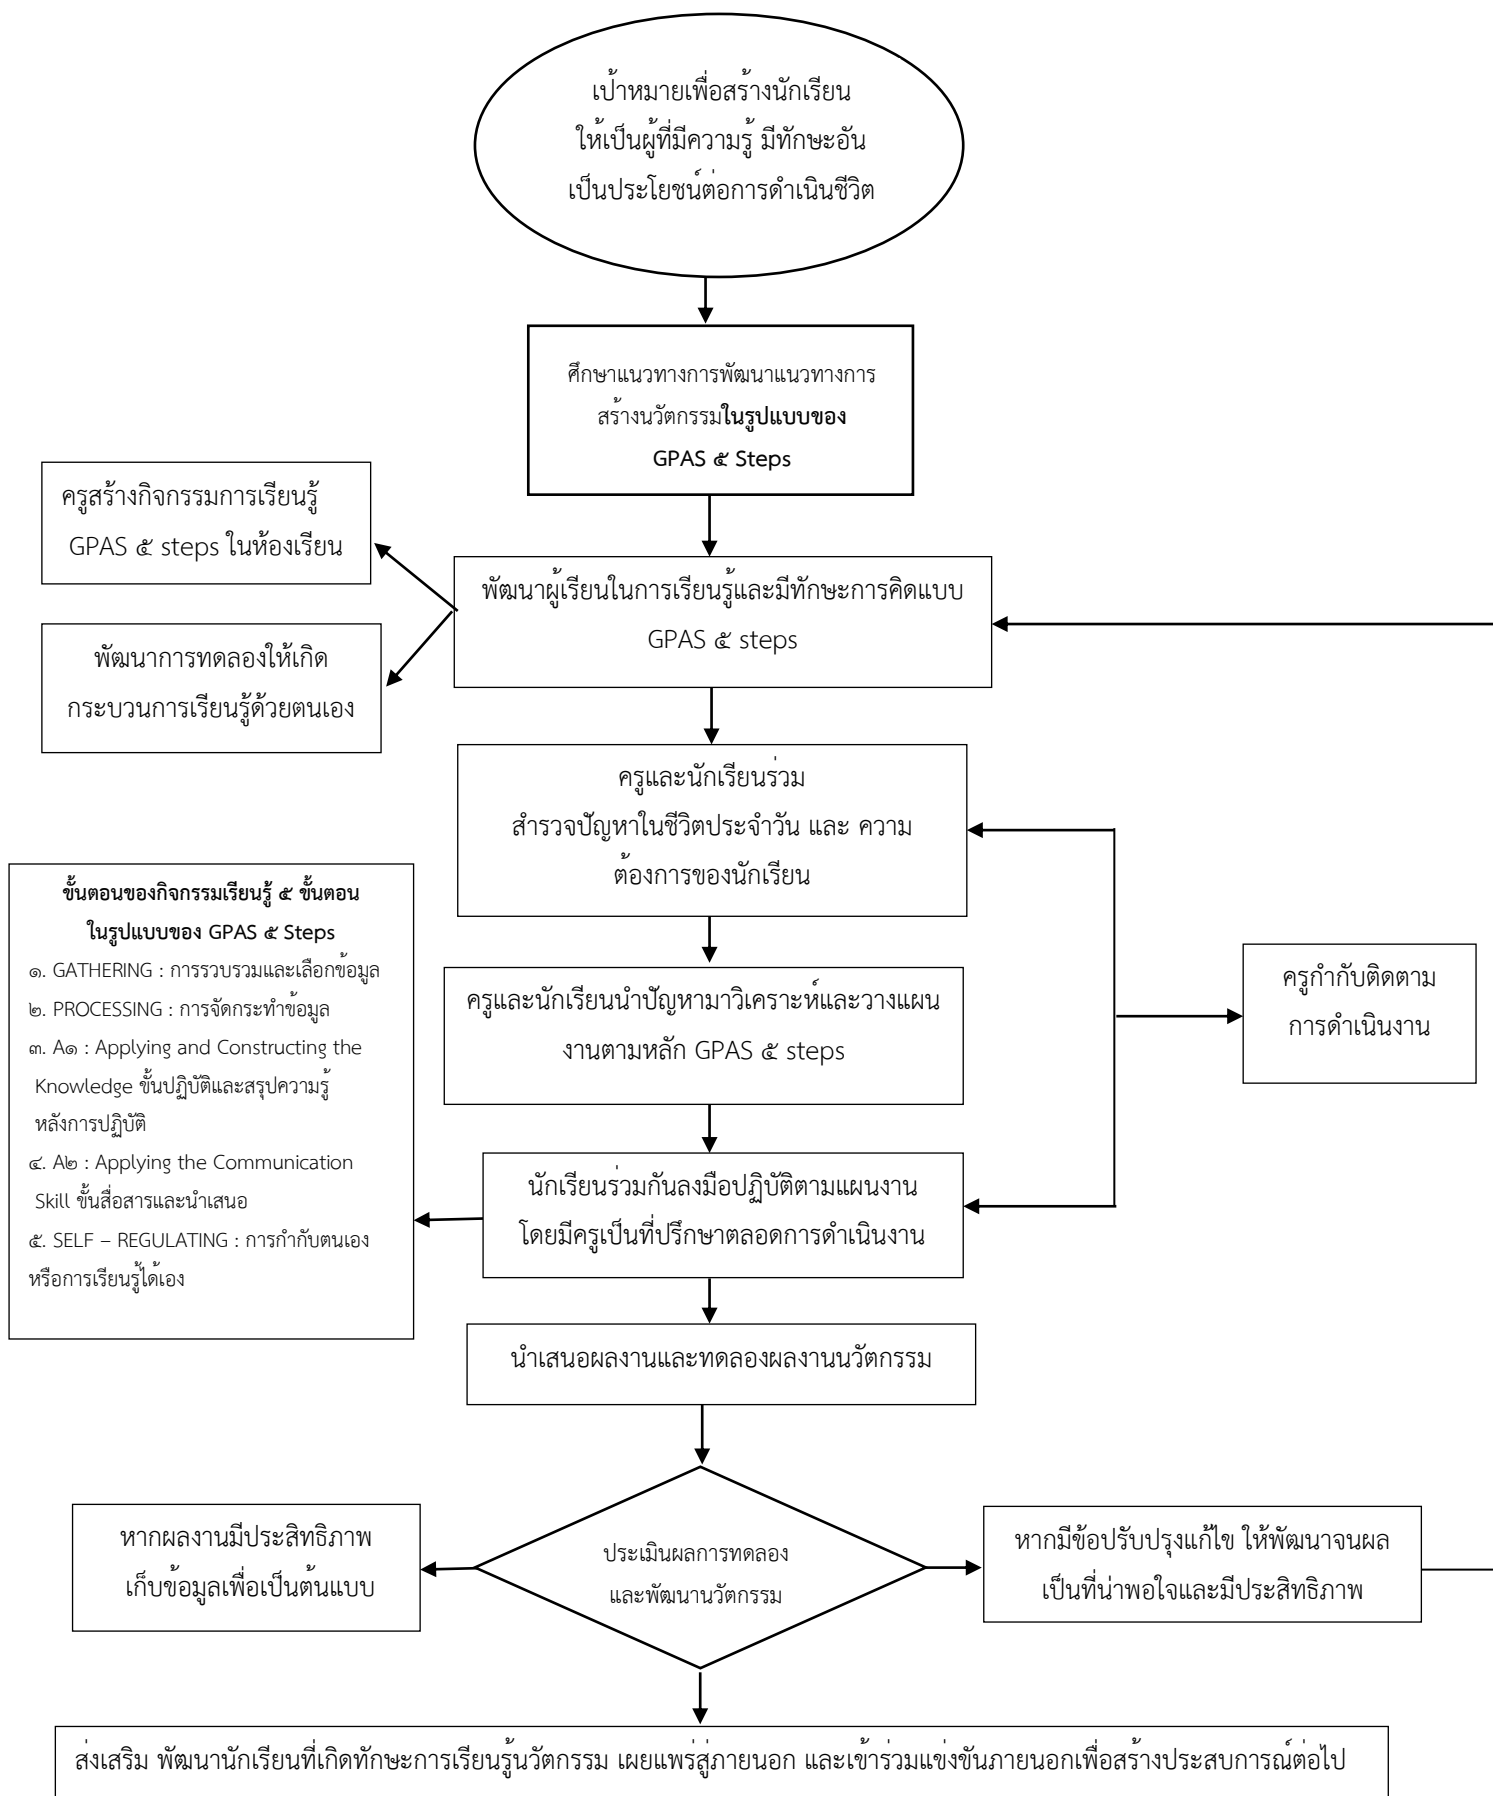 เป้าหมายเพื่อสร้างนักเรียน
ให้เป็นผู้ที่มีความรู้ มีทักษะอัน
เป็นประโยชน์ต่อการดำเนินชีวิต
ศึกษาแนวทางการพัฒนาแนวทางการ
สร้างนวัตกรรมในรูปแบบของ
GPAS ๕ Steps
ครูสร้างกิจกรรมการเรียนรู้
GPAS ๕ steps ในห้องเรียน
พัฒนาผู้เรียนในการเรียนรู้และมีทักษะการคิดแบบ
GPAS ๕ steps
พัฒนาการทดลองให้เกิด
กระบวนการเรียนรู้ด้วยตนเอง
ครูและนักเรียนร่วม
สำรวจปัญหาในชีวิตประจำวัน และ ความ
ต้องการของนักเรียน
ขั้นตอนของกิจกรรมเรียนรู้ ๕ ขั้นตอน
ในรูปแบบของ GPAS ๕ Steps
๑. GATHERING : การรวบรวมและเลือกข้อมูล
๒. PROCESSING : การจัดกระทำข้อมูล
๓. A๑ : Applying and Constructing the
Knowledge ขั้นปฏิบัติและสรุปความรู้
หลังการปฏิบัติ
๔. A๒ : Applying the Communication
Skill ขั้นสื่อสารและนำเสนอ
๕. SELF – REGULATING : การกำกับตนเอง
หรือการเรียนรู้ได้เอง
ครูและนักเรียนนำปัญหามาวิเคราะห์และวางแผน
งานตามหลัก GPAS ๕ steps
ครูกำกับติดตาม
การดำเนินงาน
นักเรียนร่วมกันลงมือปฏิบัติตามแผนงาน
โดยมีครูเป็นที่ปรึกษาตลอดการดำเนินงาน
นำเสนอผลงานและทดลองผลงานนวัตกรรม
หากผลงานมีประสิทธิภาพ
เก็บข้อมูลเพื่อเป็นต้นแบบ
ประเมินผลการทดลอง
และพัฒนานวัตกรรม
หากมีข้อปรับปรุงแก้ไข ให้พัฒนาจนผล
เป็นที่น่าพอใจและมีประสิทธิภาพ
ส่งเสริม พัฒนานักเรียนที่เกิดทักษะการเรียนรู้นวัตกรรม เผยแพร่สู่ภายนอก และเข้าร่วมแข่งขันภายนอกเพื่อสร้างประสบการณ์ต่อไป